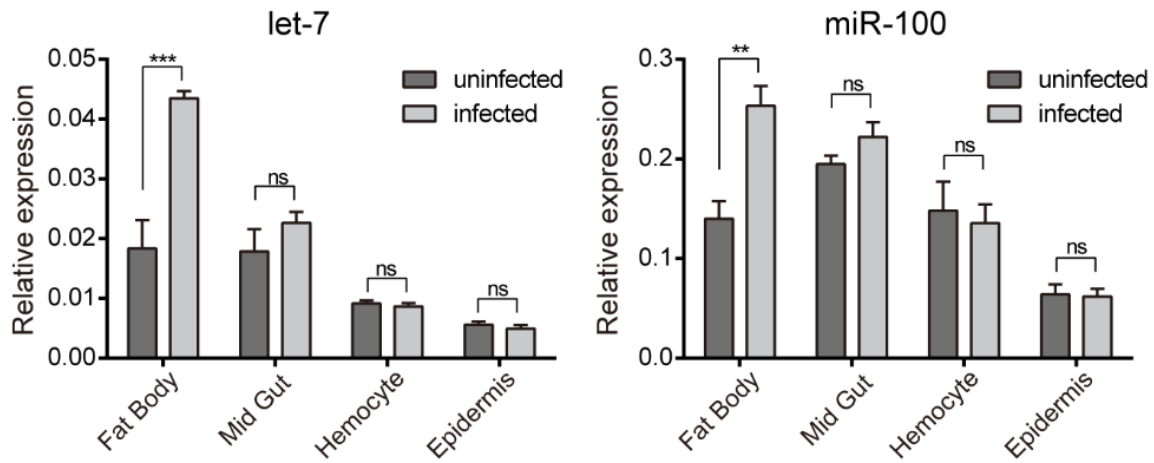 let-7
Relative expression
0.05
0.04
0.03
0.02
0.01
0.00
***
ns
ns
ns
uninfected
infected
Fat Body
Mid Gut
Hemocyte
Epidermis
miR-100
Relative expression
0.3
0.2
0.1
0.0
**
ns
ns
ns
uninfected
infected
Fat Body
Mid Gut
Hemocyte
Epidermis